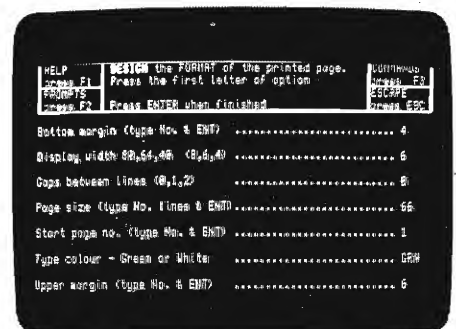 HELP press F1
DESIGN the FORMAT of the printed page.
COMMANDS press F3
Press the first letter of option
PROMPTS press F2
ESCAPE press ESC
Press ENTER when finished
Bottom margin (type No. & ENT) 4
Display width 80,64,40 (8,6,4) 6
Gaps between lines (0,1,2) 0
Page size (type No. lines & ENT) 66
Start page no. (type No. & ENT) 1
Type colour - Green or White GRN
Upper margin (type No. & ENT) 6